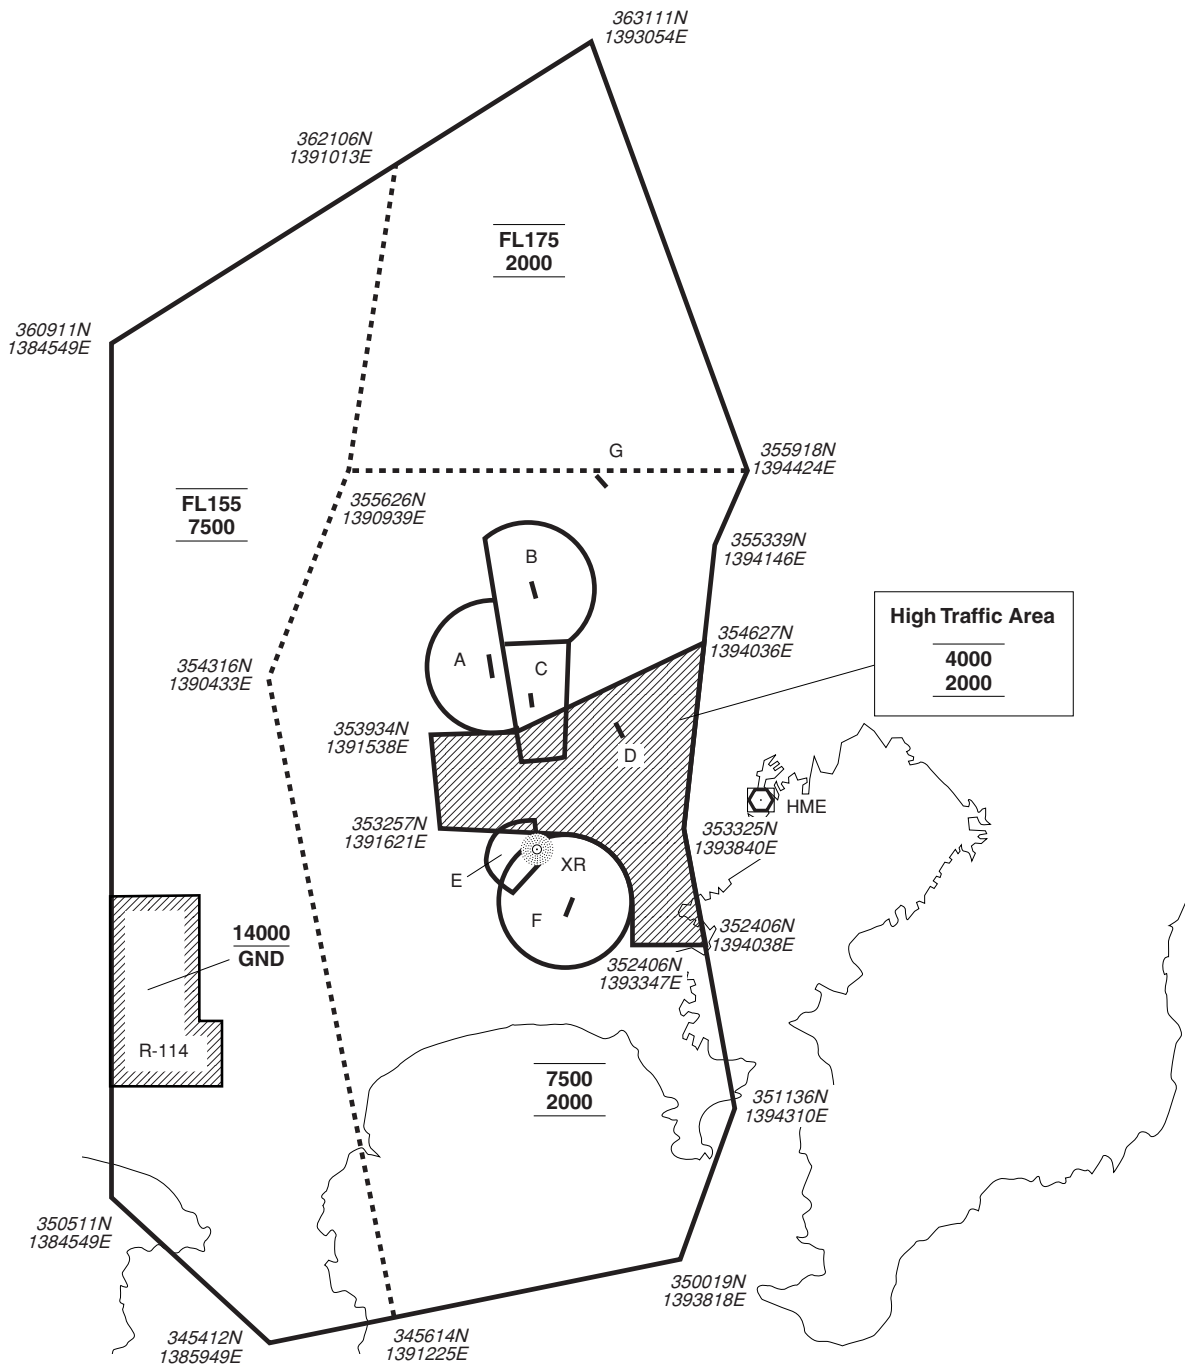 363111N
1393054E
362106N
1391013E
FL175
2000
360911N
1384549E
G
355918N
1394424E
FL155
7500
355626N
1390939E
355339N
1394146E
B
High Traffic Area
4000
2000
354627N
1394036E
A
C
354316N
1390433E
353934N
1391538E
D
HME
353257N
1391621E
353325N
1393840E
XR
E
F
14000
GND
352406N
1394038E
352406N
1393347E
R-114
7500
2000
351136N
1394310E
350511N
1384549E
350019N
1393818E
345412N
1385949E
345614N
1391225E